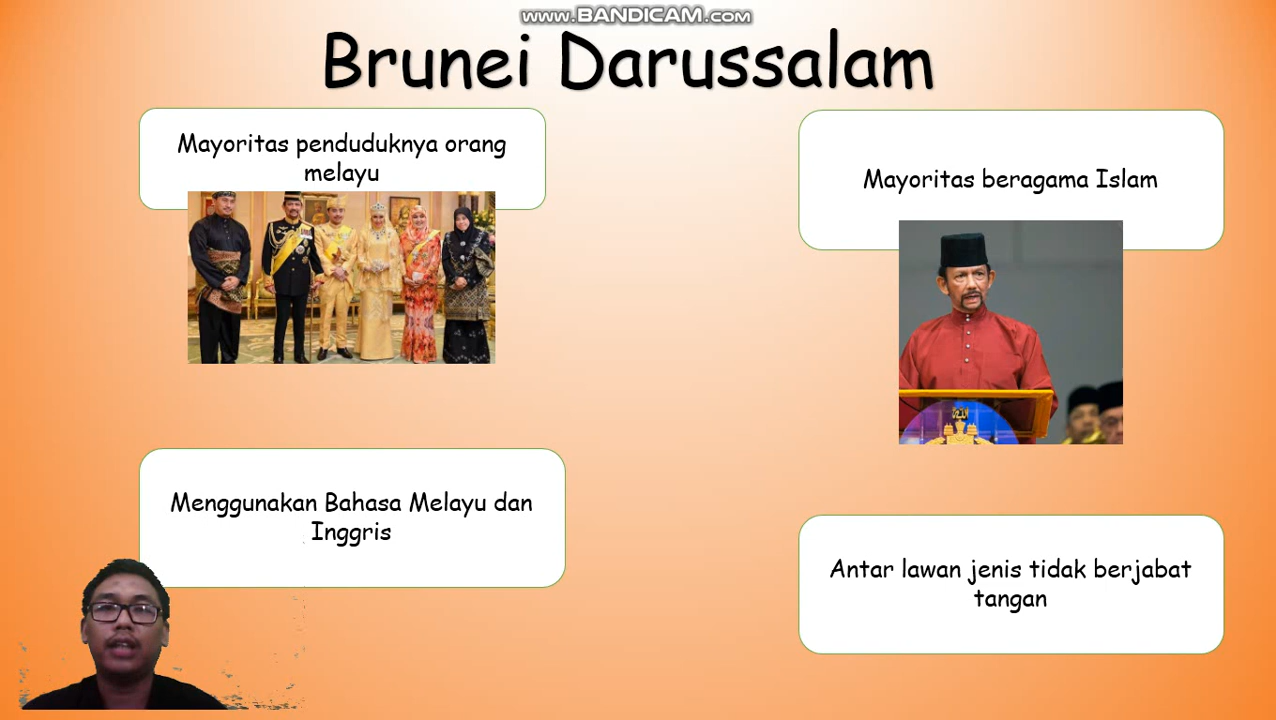 www.BANDICAM.com
Brunei Darussalam
Mayoritas penduduknya orang
melayu
Mayoritas beragama Islam
Menggunakan Bahasa Melayu dan
Inggris
Antar lawan jenis tidak berjabat
tangan